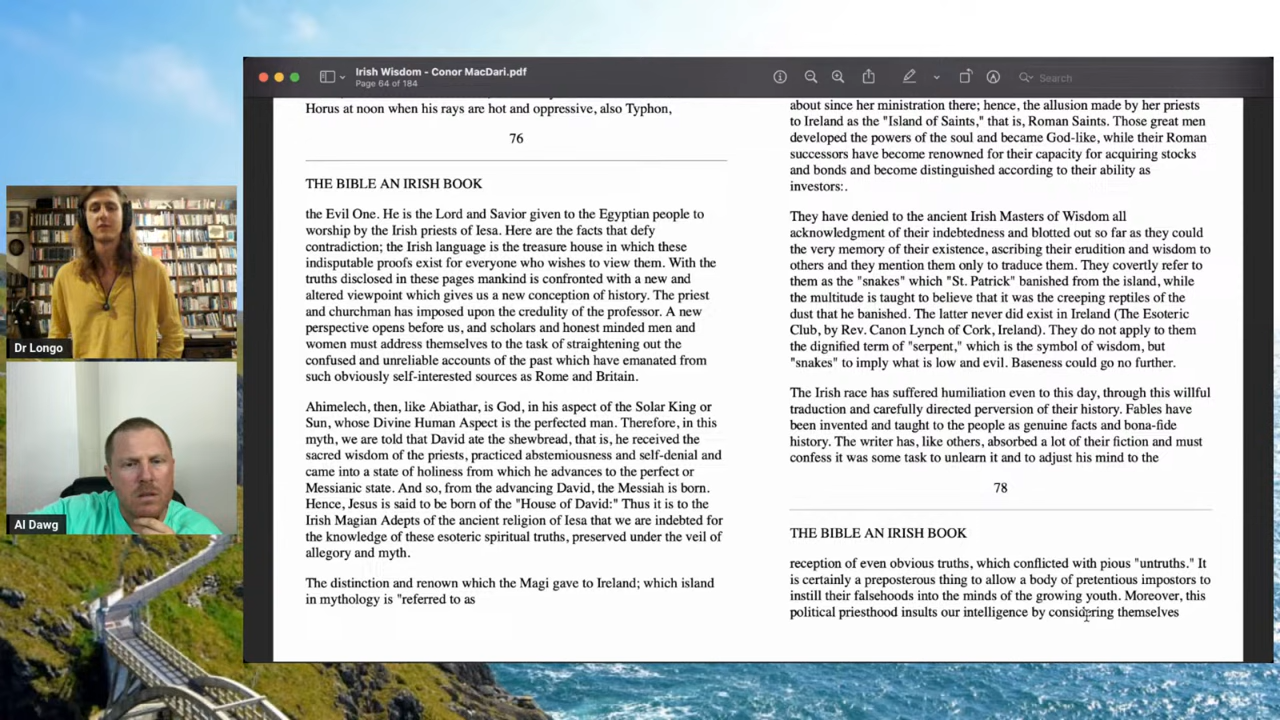 Irish Wisdom - Conor MacDari.pdf
Page 64 of 184
Search
Horus at noon when his rays are hot and oppressive, also Typhon,
76
THE BIBLE AN IRISH BOOK
the Evil One. He is the Lord and Savior given to the Egyptian people to
worship by the Irish priests of Iesa. Here are the facts that defy
contradiction; the Irish language is the treasure house in which these
indisputable proofs exist for everyone who wishes to view them. With the
truths disclosed in these pages mankind is confronted with a new and
altered viewpoint which gives us a new conception of history. The priest
and churchman has imposed upon the credulity of the professor. A new
perspective opens before us, and scholars and honest minded men and
women must address themselves to the task of straightening out the
confused and unreliable accounts of the past which have emanated from
such obviously self-interested sources as Rome and Britain.
Ahimelech, then, like Abiathar, is God, in his aspect of the Solar King or
Sun, whose Divine Human Aspect is the perfected man. Therefore, in this
myth, we are told that David ate the shewbread, that is, he received the
sacred wisdom of the priests, practiced abstemiousness and self-denial and
came into a state of holiness from which he advances to the perfect or
Messianic state. And so, from the advancing David, the Messiah is born.
Hence, Jesus is said to be born of the "House of David:" Thus it is to the
Irish Magian Adepts of the ancient religion of Iesa that we are indebted for
the knowledge of these esoteric spiritual truths, preserved under the veil of
allegory and myth.
The distinction and renown which the Magi gave to Ireland; which island
in mythology is "referred to as
about since her ministration there; hence, the allusion made by her priests
to Ireland as the "Island of Saints," that is, Roman Saints. Those great men
developed the powers of the soul and became God-like, while their Roman
successors have become renowned for their capacity for acquiring stocks
and bonds and become distinguished according to their ability as
investors:.
They have denied to the ancient Irish Masters of Wisdom all
acknowledgment of their indebtedness and blotted out so far as they could
the very memory of their existence, ascribing their erudition and wisdom to
others and they mention them only to traduce them. They covertly refer to
them as the "snakes" which "St. Patrick" banished from the island, while
the multitude is taught to believe that it was the creeping reptiles of the
dust that he banished. The latter never did exist in Ireland (The Esoteric
Club, by Rev. Canon Lynch of Cork, Ireland). They do not apply to them
the dignified term of "serpent," which is the symbol of wisdom, but
"snakes" to imply what is low and evil. Baseness could go no further.
The Irish race has suffered humiliation even to this day, through this willful
traduction and carefully directed perversion of their history. Fables have
been invented and taught to the people as genuine facts and bona-fide
history. The writer has, like others, absorbed a lot of their fiction and must
confess it was some task to unlearn it and to adjust his mind to the
78
THE BIBLE AN IRISH BOOK
reception of even obvious truths, which conflicted with pious "untruths." It
is certainly a preposterous thing to allow a body of pretentious impostors to
instill their falsehoods into the minds of the growing youth. Moreover, this
political priesthood insults our intelligence by considering themselves
Dr Longo
Al Dawg